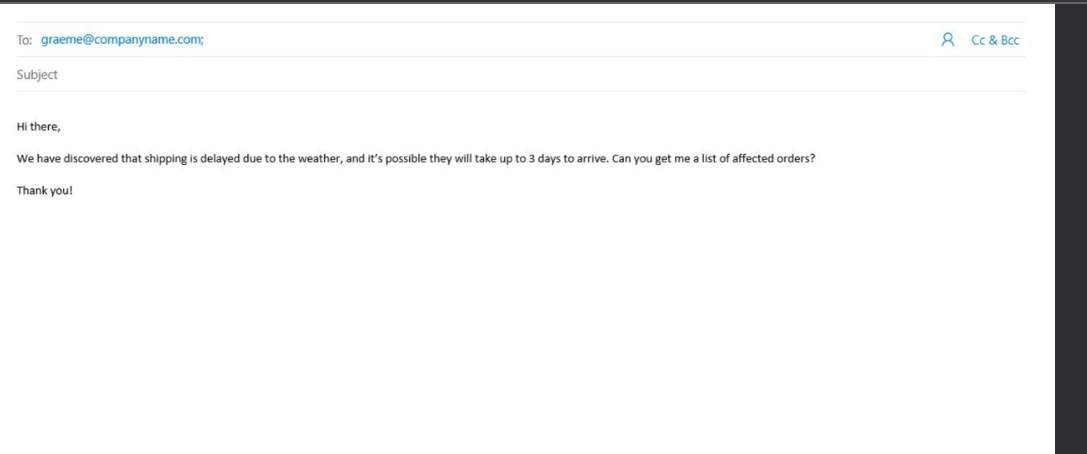 To: graeme@companyname.com; Cc & Bcc
Subject
Hi there,
We have discovered that shipping is delayed due to the weather, and it’s possible they will take up to 3 days to arrive. Can you get me a list of affected orders?
Thank you!